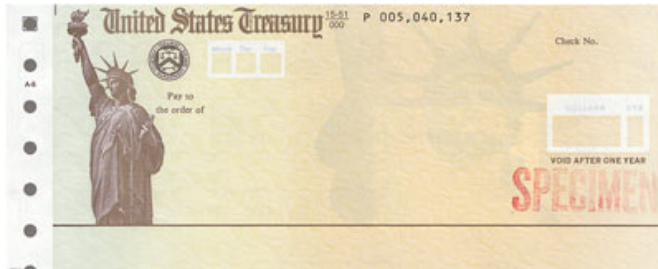 United States Treasury 15-51 000 P 005,040,137
Check No.
A-6
Pay to
the order of
VOID AFTER ONE YEAR
SPECIMEN